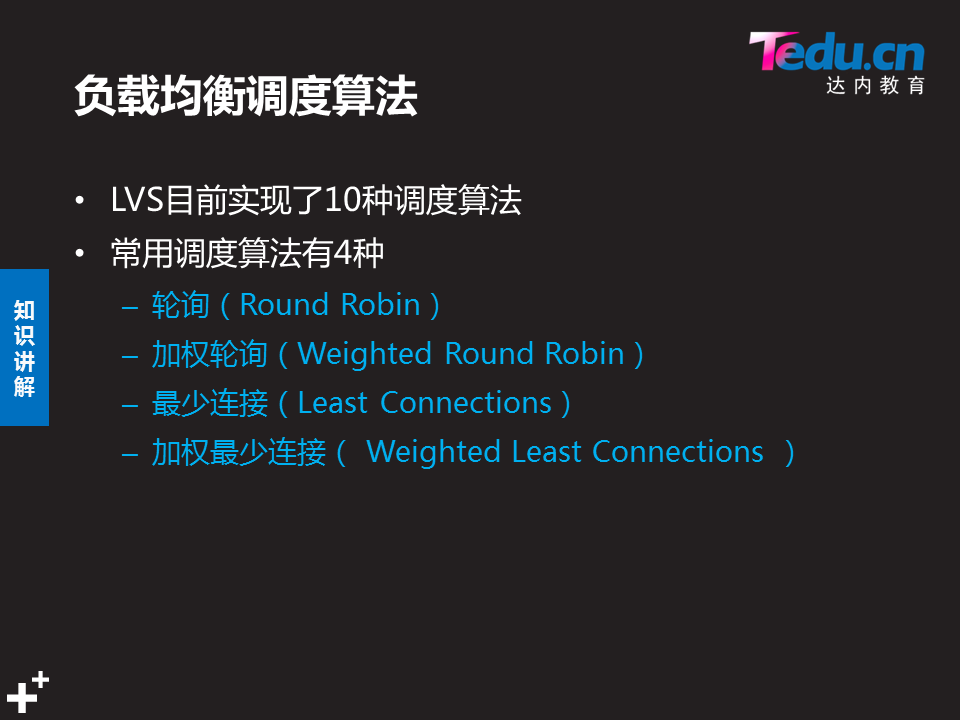 Tedu.cn
达内教育
负载均衡调度算法
• LVS目前实现了10种调度算法
• 常用调度算法有4种
– 轮询（Round Robin）
– 加权轮询（Weighted Round Robin）
– 最少连接（Least Connections）
– 加权最少连接（ Weighted Least Connections ）
知识讲解